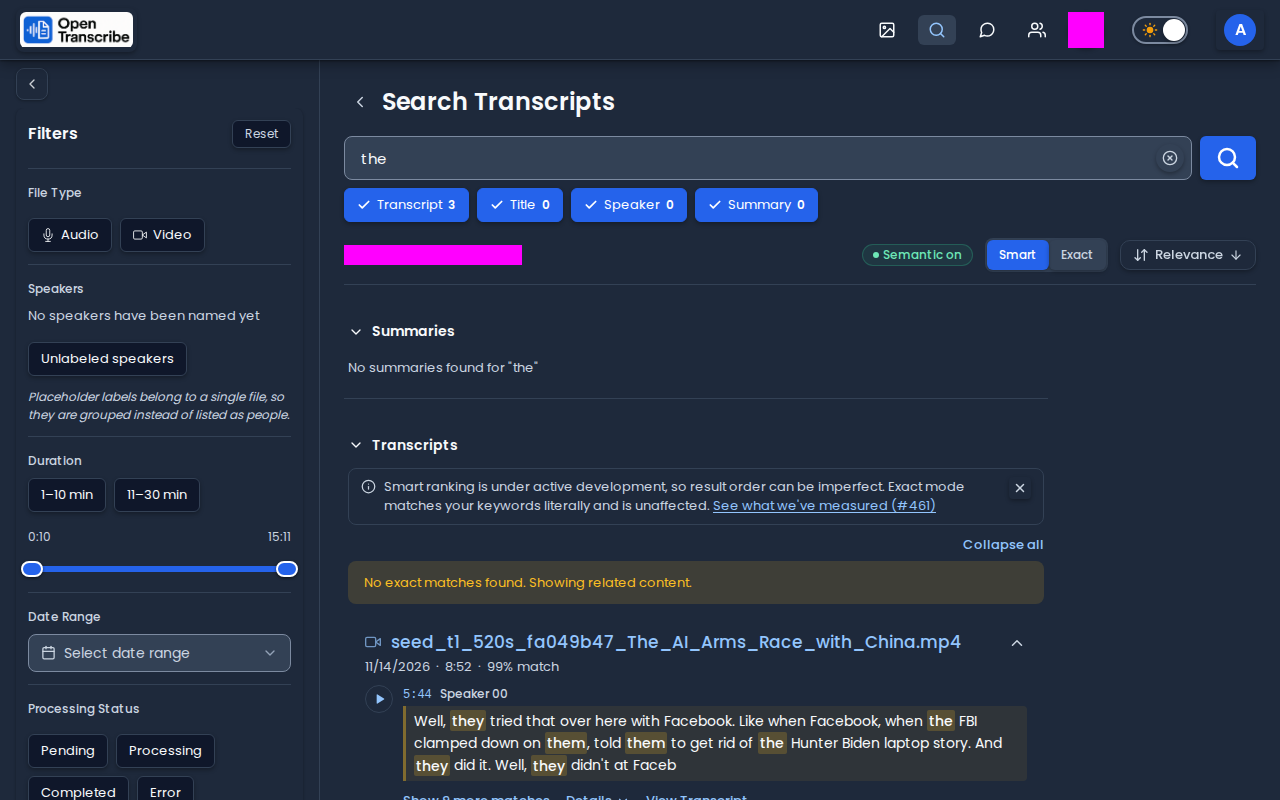 Open
Transcribe
A
Filters
Reset
File Type
Audio
Video
Speakers
No speakers have been named yet
Unlabeled speakers
Placeholder labels belong to a single file, so
they are grouped instead of listed as people.
Duration
1–10 min
11–30 min
0:10
15:11
Date Range
Select date range
Processing Status
Pending
Processing
Completed
Error
Search Transcripts
the
Transcript 3
Title 0
Speaker 0
Summary 0
Semantic on
Smart
Exact
Relevance
Summaries
No summaries found for "the"
Transcripts
Smart ranking is under active development, so result order can be imperfect. Exact mode
matches your keywords literally and is unaffected. See what we've measured (#461)
Collapse all
No exact matches found. Showing related content.
seed_t1_520s_fa049b47_The_AI_Arms_Race_with_China.mp4
11/14/2026 · 8:52 · 99% match
5:44 Speaker 00
Well, they tried that over here with Facebook. Like when Facebook, when the FBI
clamped down on them, told them to get rid of the Hunter Biden laptop story. And
they did it. Well, they didn't at Faceb
Show 9 more matches
Details
View Transcript